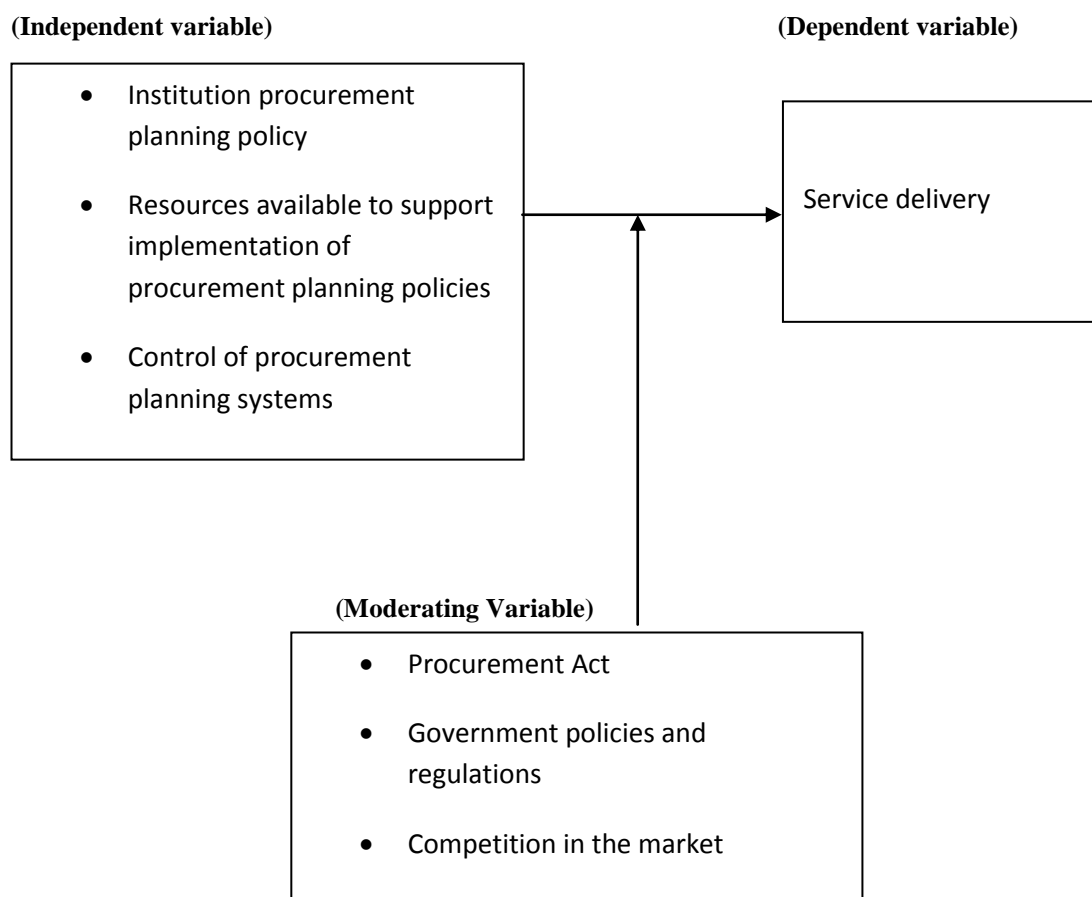 (Independent variable)
(Dependent variable)
• Institution procurement
planning policy
• Resources available to support
implementation of
procurement planning policies
• Control of procurement
planning systems
Service delivery
(Moderating Variable)
• Procurement Act
• Government policies and
regulations
• Competition in the market